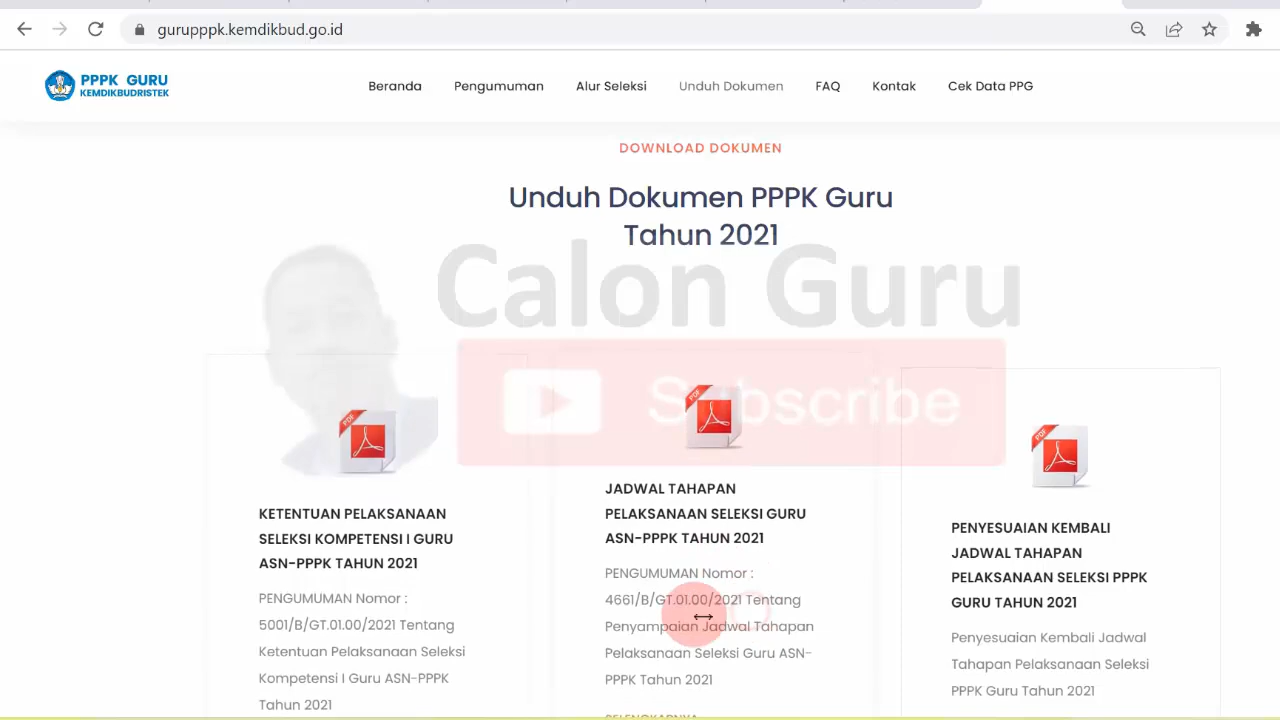 gurupppk.kemdikbud.go.id
PPPK GURU
KEMDIKBUDRISTEK
Beranda
Pengumuman
Alur Seleksi
Unduh Dokumen
FAQ
Kontak
Cek Data PPG
DOWNLOAD DOKUMEN
Unduh Dokumen PPPK Guru
Tahun 2021
Calon Guru
Subscribe
PDF
KETENTUAN PELAKSANAAN
SELEKSI KOMPETENSI I GURU
ASN-PPPK TAHUN 2021
PENGUMUMAN Nomor :
5001/B/GT.01.00/2021 Tentang
Ketentuan Pelaksanaan Seleksi
Kompetensi I Guru ASN-PPPK
Tahun 2021
PDF
JADWAL TAHAPAN
PELAKSANAAN SELEKSI GURU
ASN-PPPK TAHUN 2021
PENGUMUMAN Nomor :
4661/B/GT.01.00/2021 Tentang
Penyampaian Jadwal Tahapan
Pelaksanaan Seleksi Guru ASN-
PPPK Tahun 2021
SELENGKAPNYA
PDF
PENYESUAIAN KEMBALI
JADWAL TAHAPAN
PELAKSANAAN SELEKSI PPPK
GURU TAHUN 2021
Penyesuaian Kembali Jadwal
Tahapan Pelaksanaan Seleksi
PPPK Guru Tahun 2021